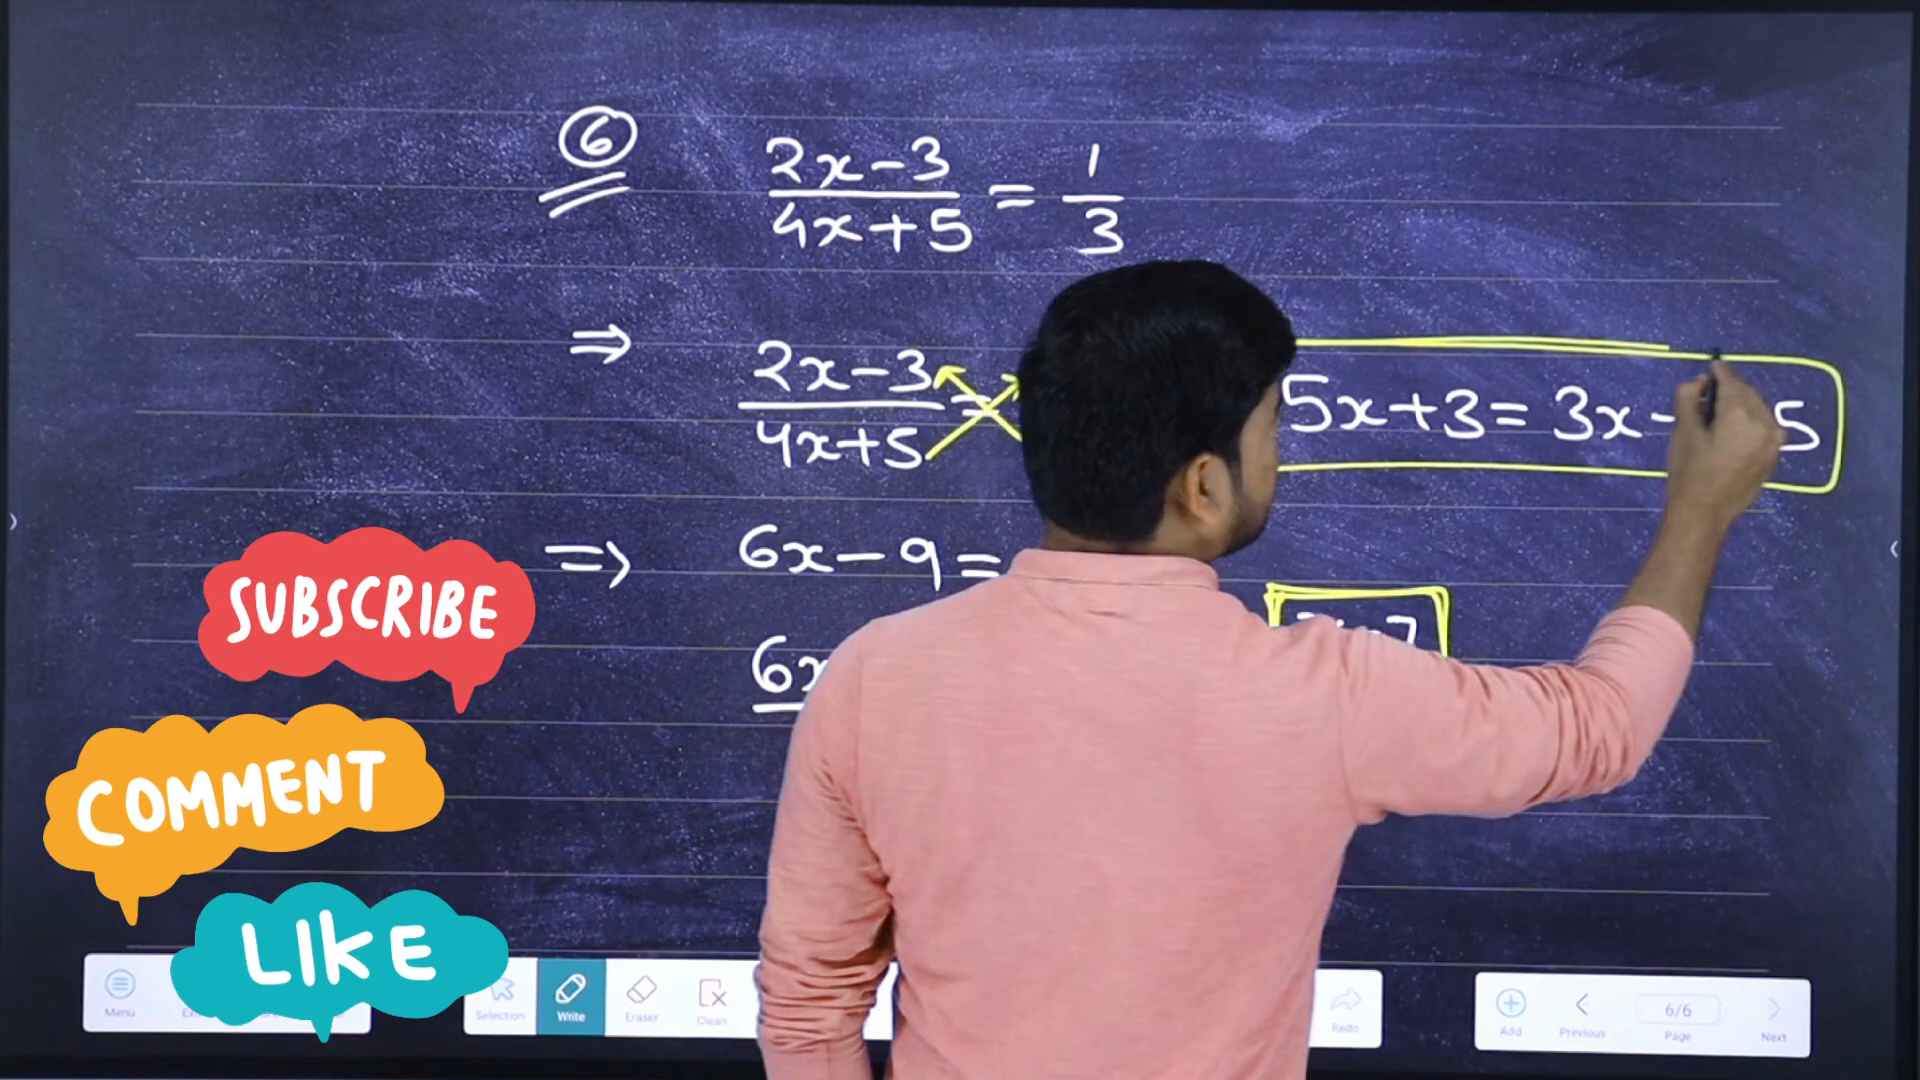 6
2x-3 / 4x+5 = 1 / 3
⇒ 2x-3 / 4x+5 =
5x+3 = 3x- 5
⇒ 6x-9 =
6x
SUBSCRIBE
COMMENT
LIKE
Menu
Selection
Write
Eraser
Clean
Redo
Add
Previous
6/6
Page
Next